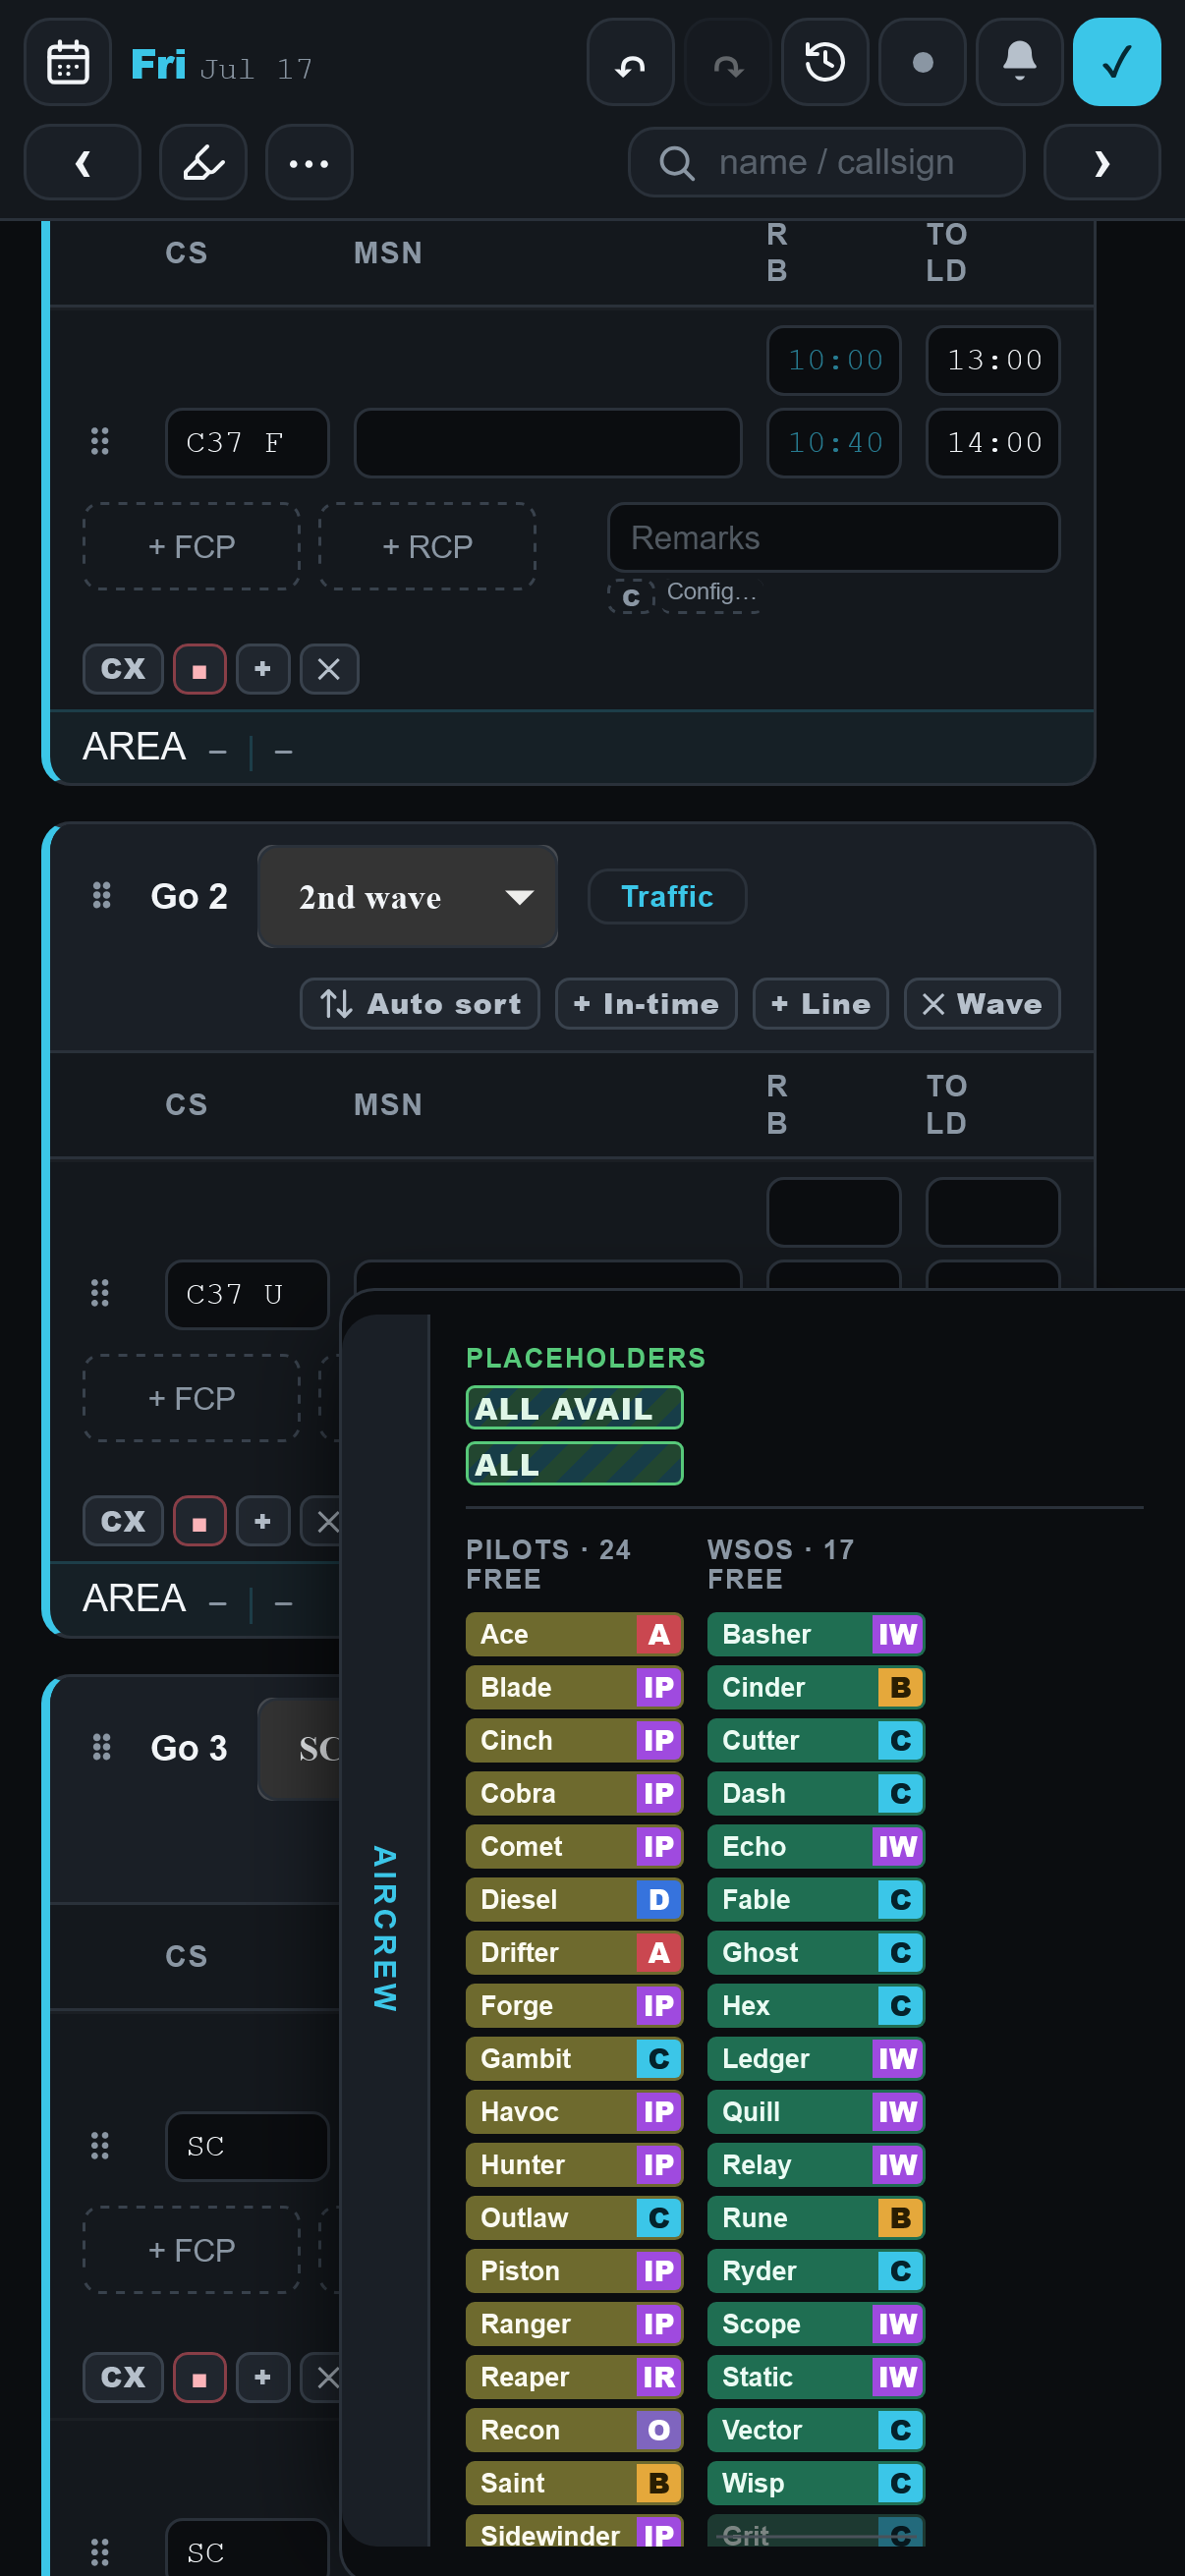 Fri Jul 17
name / callsign
CS MSN R TO
B LD
10:00 13:00
C37 F 10:40 14:00
+ FCP + RCP Remarks
C Config...
CX + ×
AREA – | –
Go 2 2nd wave Traffic
Auto sort + In-time + Line × Wave
CS MSN R TO
B LD
C37 U
+ FCP
CX + ×
AREA – | –
Go 3 SC
CS
SC
+ FCP
CX + ×
SC
AIRCREW
PLACEHOLDERS
ALL AVAIL
ALL
PILOTS · 24 WSOS · 17
FREE FREE
Ace A Basher IW
Blade IP Cinder B
Cinch IP Cutter C
Cobra IP Dash C
Comet IP Echo IW
Diesel D Fable C
Drifter A Ghost C
Forge IP Hex C
Gambit C Ledger IW
Havoc IP Quill IW
Hunter IP Relay IW
Outlaw C Rune B
Piston IP Ryder C
Ranger IP Scope IW
Reaper IR Static IW
Recon O Vector C
Saint B Wisp C
Sidewinder IP Grit C